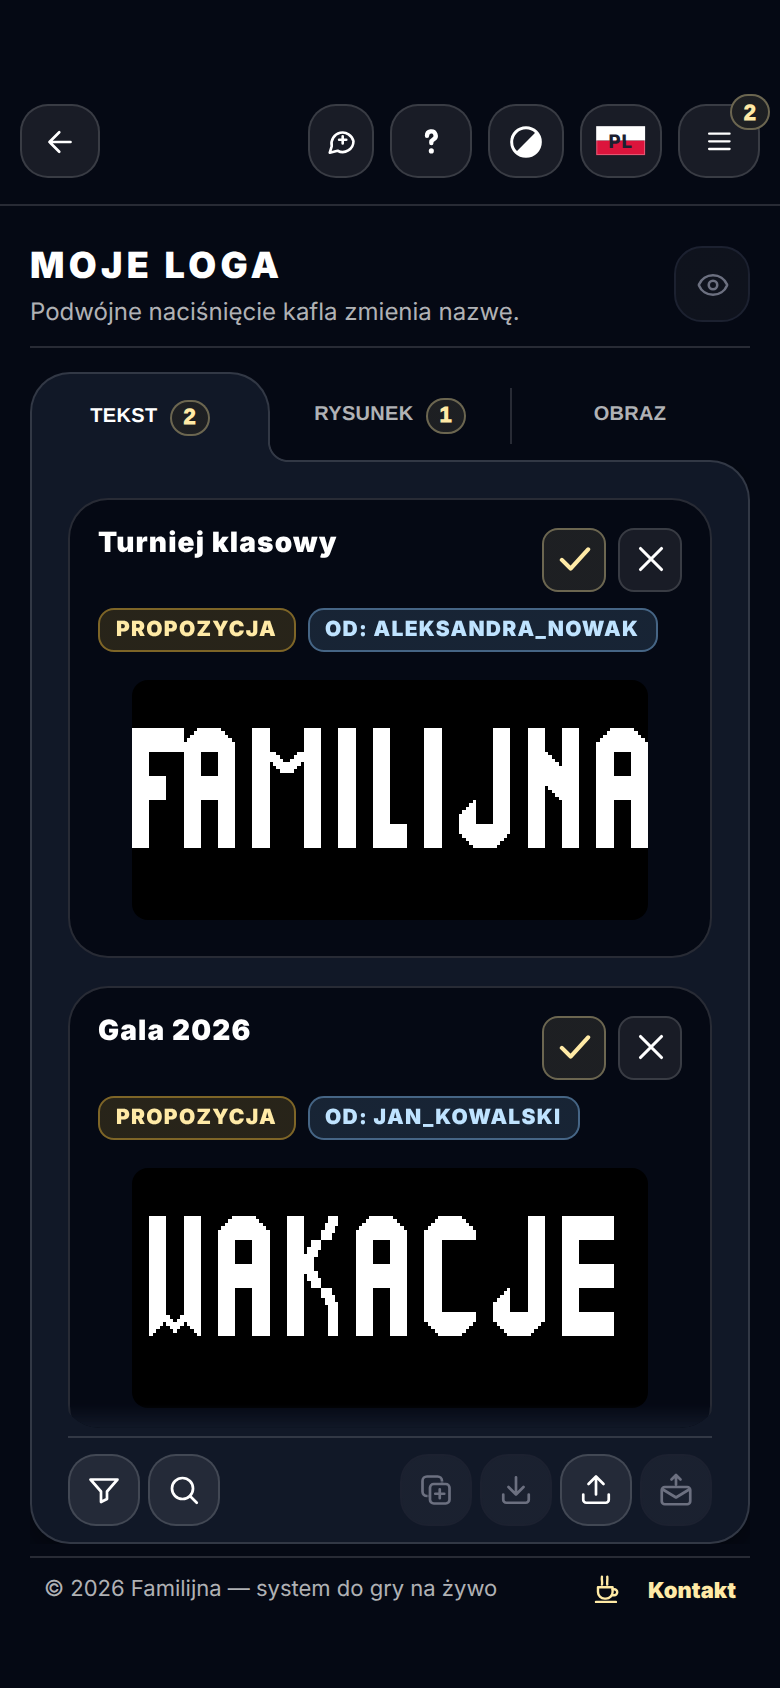 2
?
PL
MOJE LOGA
Podwójne naciśnięcie kafla zmienia nazwę.
TEKST 2
RYSUNEK 1
OBRAZ
Turniej klasowy
PROPOZYCJA
OD: ALEKSANDRA_NOWAK
FAMILIJNA
Gala 2026
PROPOZYCJA
OD: JAN_KOWALSKI
WAKACJE
© 2026 Familijna — system do gry na żywo
Kontakt